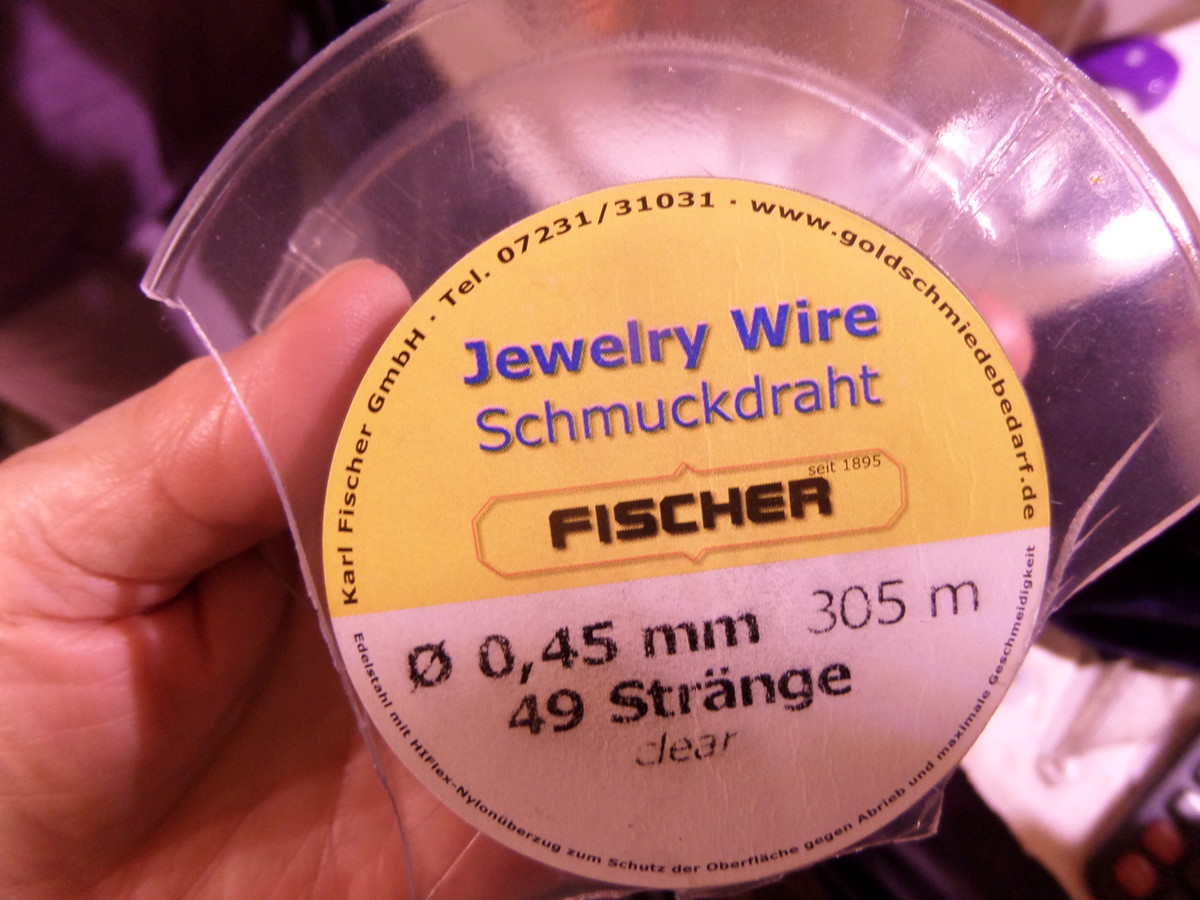 Karl Fischer GmbH · Tel. 07231/31031 · www.goldschmiedebedarf.de
Jewelry Wire
Schmuckdraht
seit 1895
FISCHER
Ø 0,45 mm 305 m
49 Stränge
clear
Edelstahl mit HIFlex-Nylonüberzug zum Schutz der Oberfläche gegen Abrieb und maximale Geschmeidigkeit